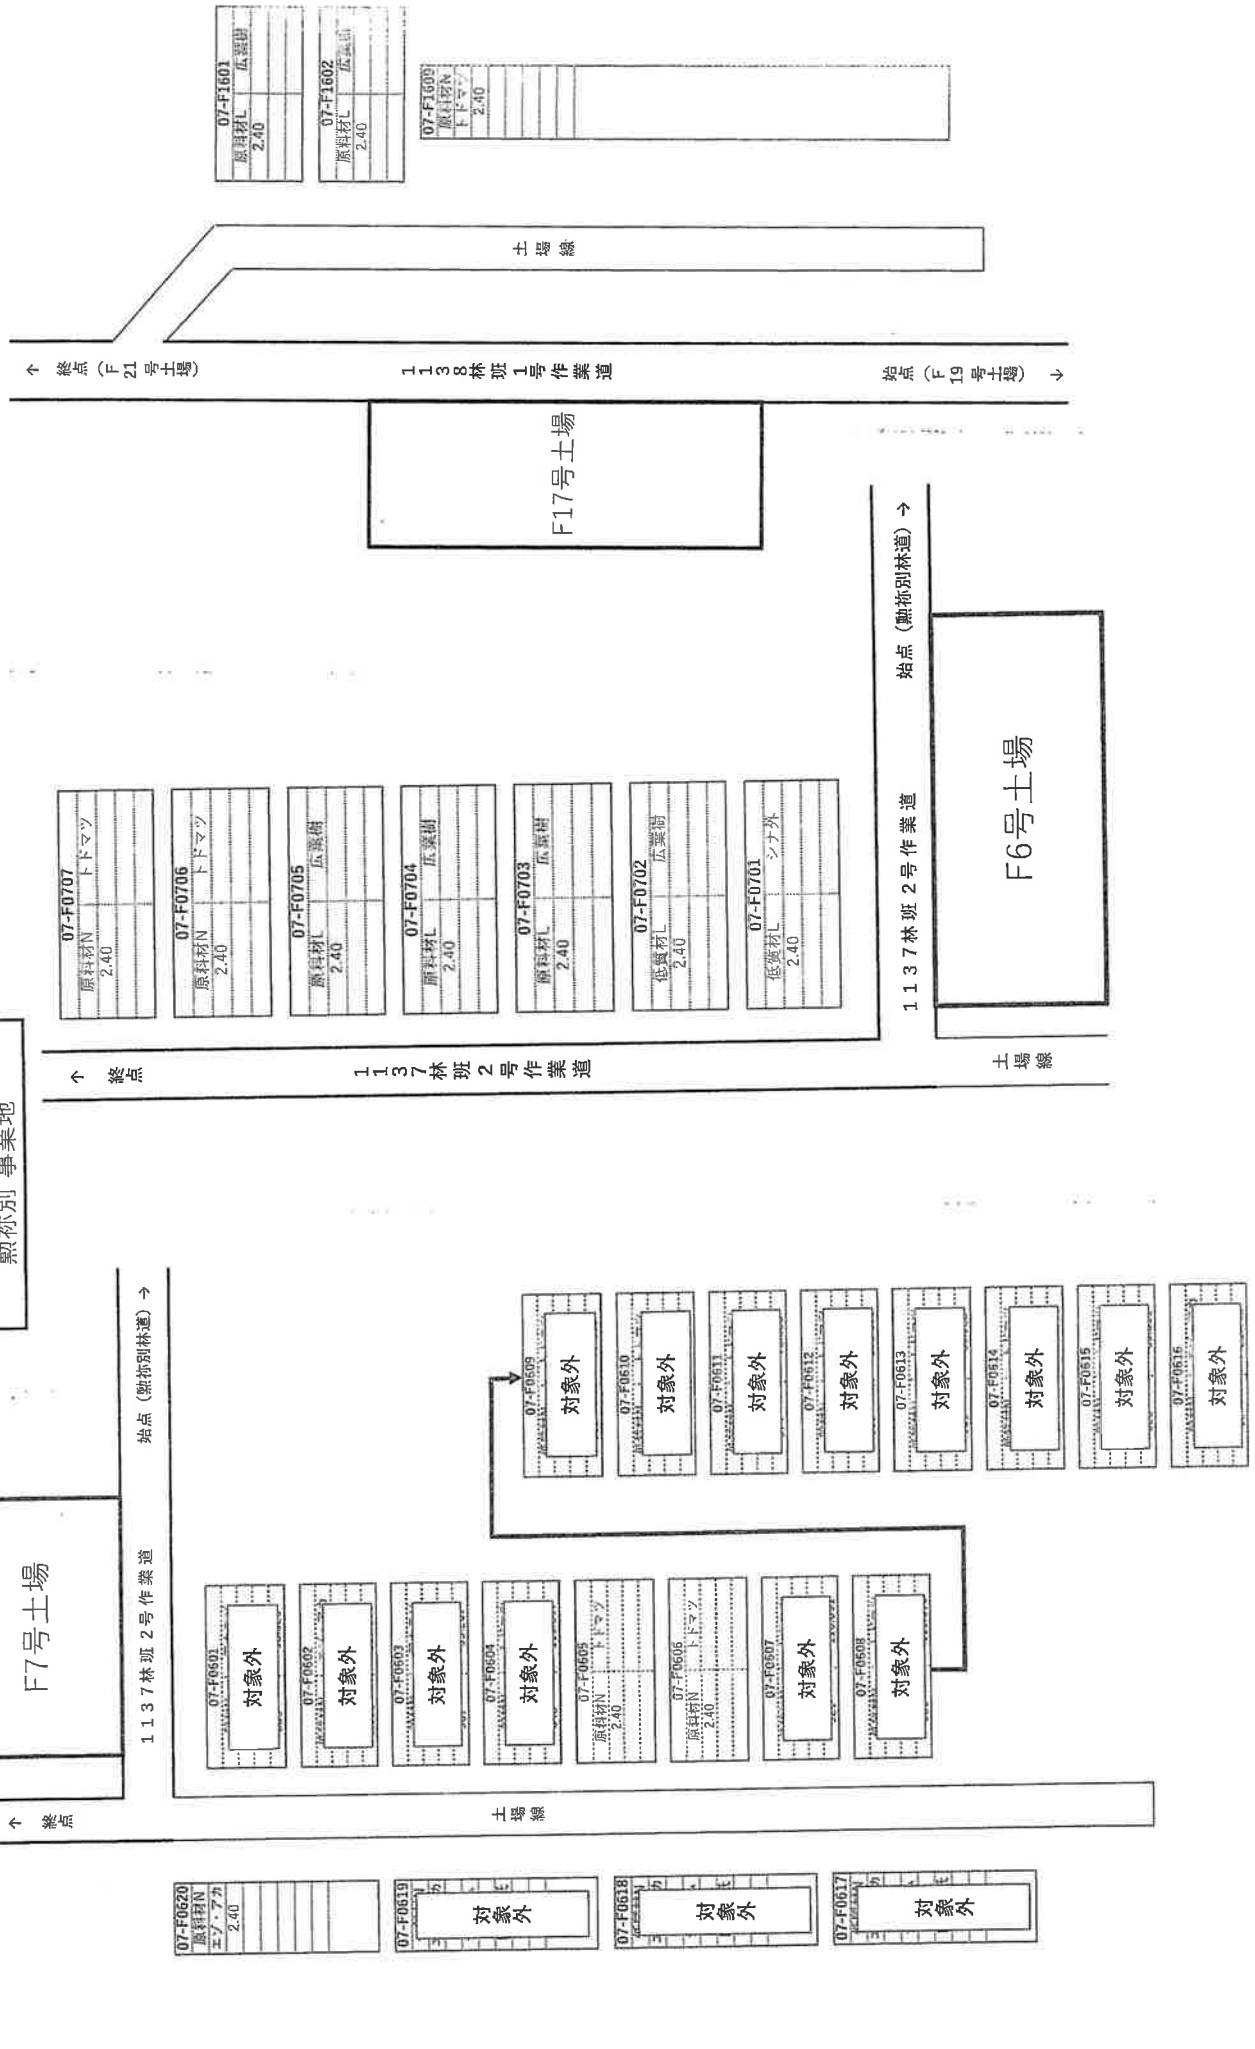 07-F1601
原料材L 広葉樹
2.40
07-F1602
原料材L 広葉樹
2.40
07-F1609
原料材N
トドマツ
2.40
土場線
↑ 終点（F21号土場）
1138林班1号作業道
始点（F19号土場） ↓
F17号土場
07-F0707
原料材N トドマツ
2.40
07-F0706
原料材N トドマツ
2.40
07-F0705
原料材L 広葉樹
2.40
07-F0704
原料材L 広葉樹
2.40
07-F0703
原料材L 広葉樹
2.40
07-F0702
低質材L 広葉樹
2.40
07-F0701
低質材L シナ外
2.40
1137林班2号作業道
始点（勲祢別林道）→
F6号土場
↑ 終点
1137林班2号作業道
土場線
勲祢別 事業地
F7号土場
1137林班2号作業道
始点（勲祢別林道）→
07-F0609
対象外
07-F0610
対象外
07-F0611
対象外
07-F0612
対象外
07-F0613
対象外
07-F0614
対象外
07-F0615
対象外
07-F0616
対象外
07-F0601
対象外
07-F0602
対象外
07-F0603
対象外
07-F0604
対象外
07-F0605
原料材N トドマツ
2.40
07-F0606
原料材N トドマツ
2.40
07-F0607
対象外
07-F0608
対象外
↑ 終点
土場線
07-F0620
原料材N
エゾ・アカ
2.40
07-F0619
対象外
07-F0618
対象外
07-F0617
対象外